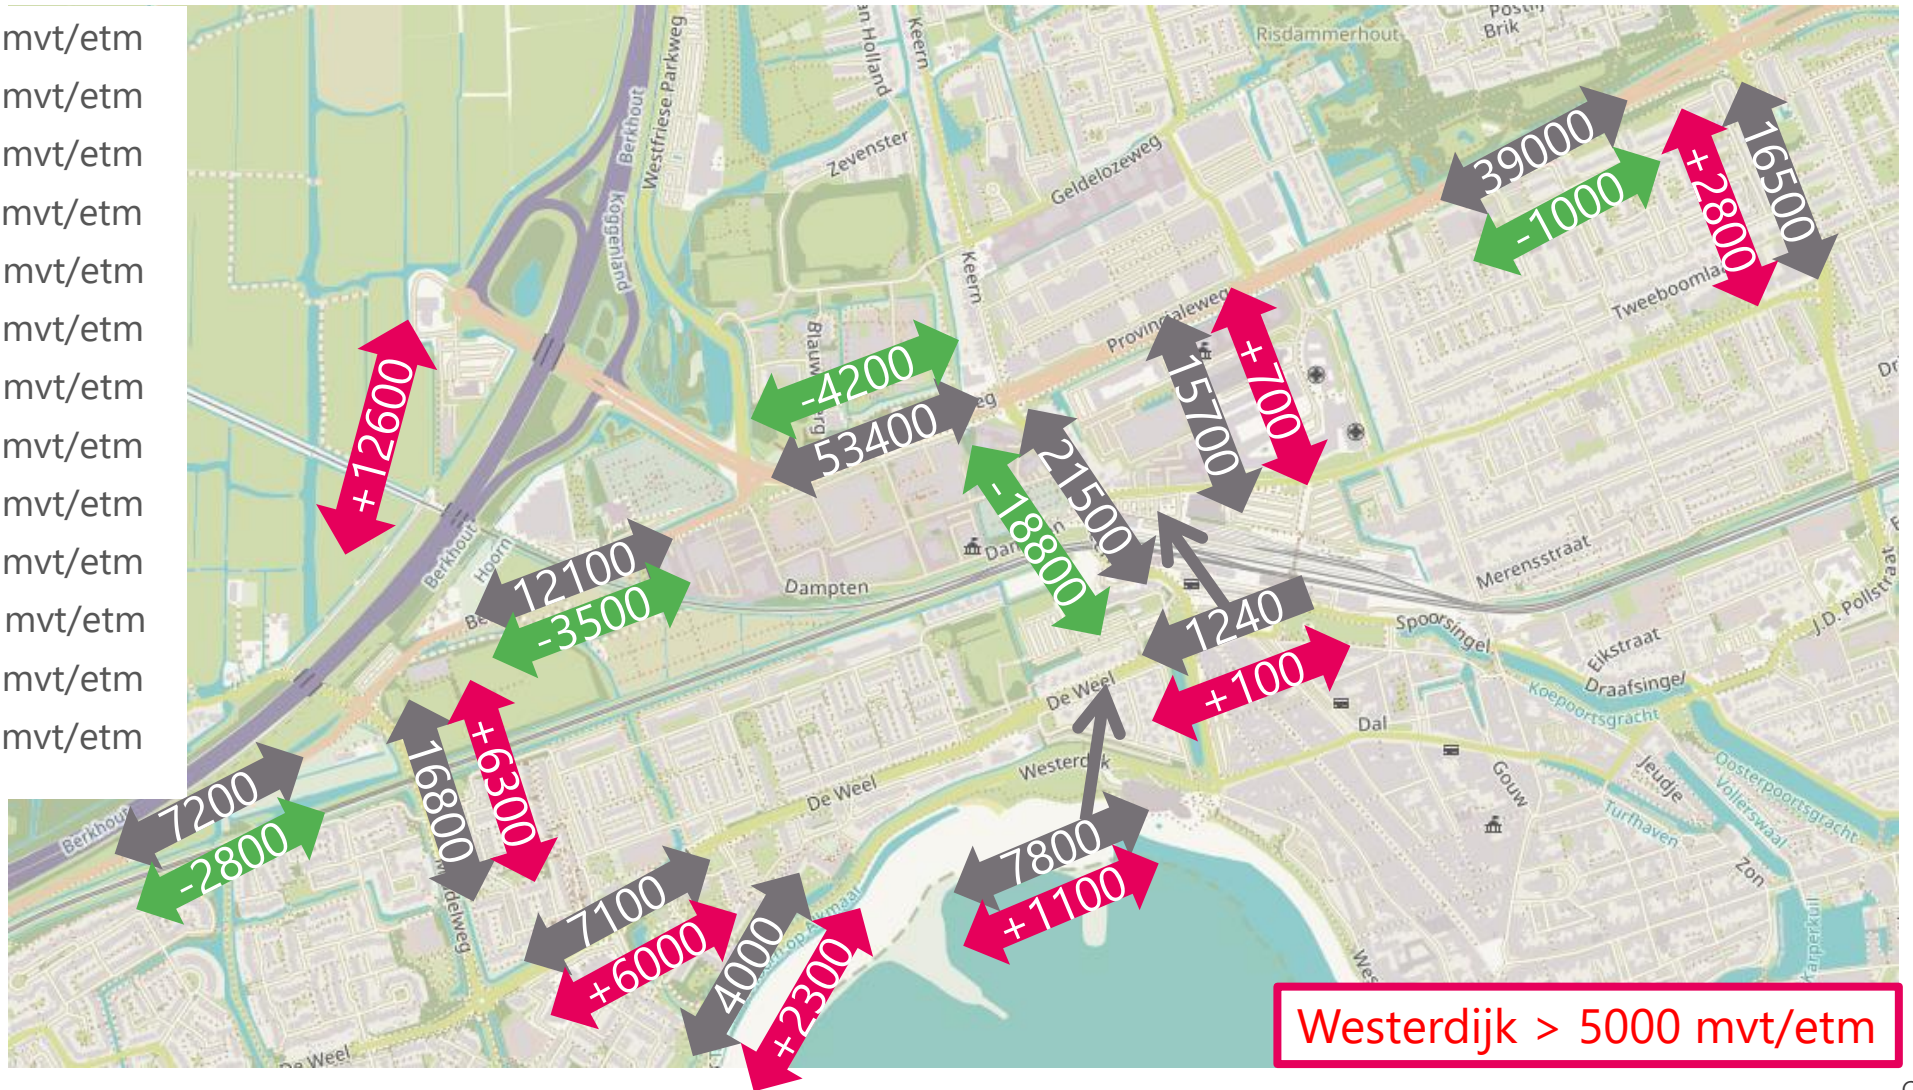 mvt/etm
mvt/etm
mvt/etm
mvt/etm
mvt/etm
mvt/etm
mvt/etm
mvt/etm
mvt/etm
mvt/etm
mvt/etm
mvt/etm
mvt/etm
Keern
Westfriese Parkweg
Berkhout
Koggenland
Zevenster
Geldelozeweg
Risdammerhout
Brik
39000
-1000
+2800
16500
Tweeboomlaa
Keern
Provincialeweg
+12600
-4200
53400
21500
-18800
15700
+700
Berkhout
Hoorn
12100
-3500
Dampten
1240
+100
Merensstraat
Spoorsingel
Eikstraat
Draafsingel
J.D. Pollstraat
Koepoortsgracht
De Weel
Dal
Westerdijk
Gouw
Jeudje
Turfhaven
Vollerswaal
Oosterpoortsgracht
Zon
Karperkuil
Berkhout
7200
-2800
16800
+6300
De Weel
7100
+6000
4000
+2300
7800
+1100
De Weel
Westerdijk > 5000 mvt/etm